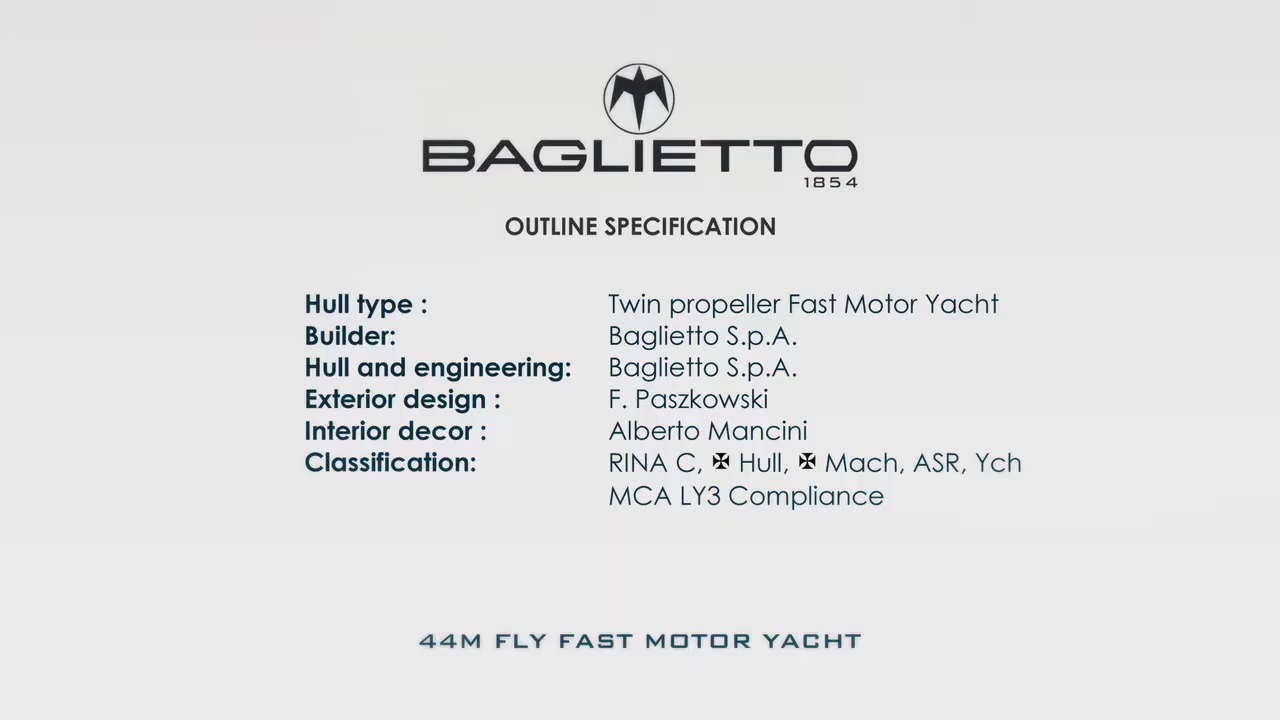 BAGLIETTO
1854
OUTLINE SPECIFICATION
Hull type : Twin propeller Fast Motor Yacht
Builder: Baglietto S.p.A.
Hull and engineering: Baglietto S.p.A.
Exterior design : F. Paszkowski
Interior decor : Alberto Mancini
Classification: RINA C, ✠ Hull, ✠ Mach, ASR, Ych
MCA LY3 Compliance
44M FLY FAST MOTOR YACHT